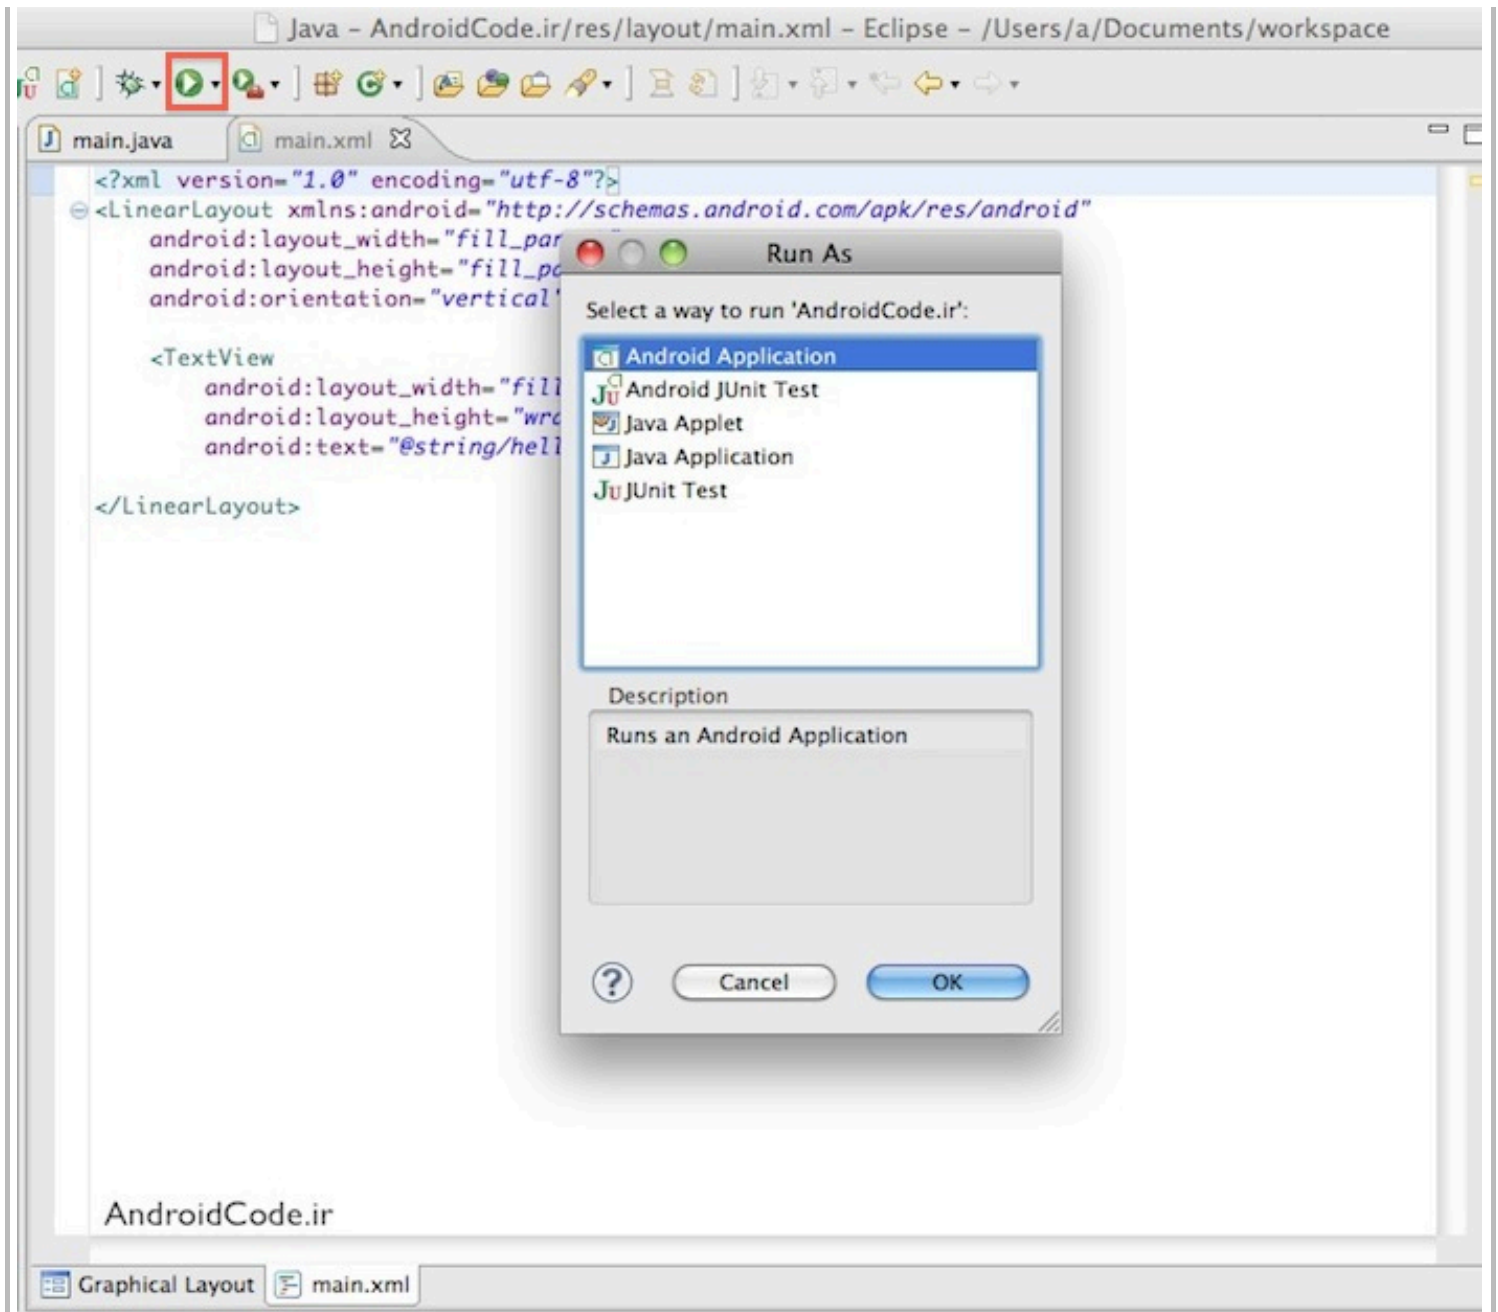 Java – AndroidCode.ir/res/layout/main.xml – Eclipse – /Users/a/Documents/workspace
main.java main.xml
<?xml version="1.0" encoding="utf-8"?>
<LinearLayout xmlns:android="http://schemas.android.com/apk/res/android"
android:layout_width="fill_par
android:layout_height="fill_pa
android:orientation="vertical"
<TextView
android:layout_width="fill
android:layout_height="wra
android:text="@string/hell
</LinearLayout>
Run As
Select a way to run 'AndroidCode.ir':
Android Application
Android JUnit Test
Java Applet
Java Application
JUnit Test
Description
Runs an Android Application
Cancel OK
AndroidCode.ir
Graphical Layout main.xml